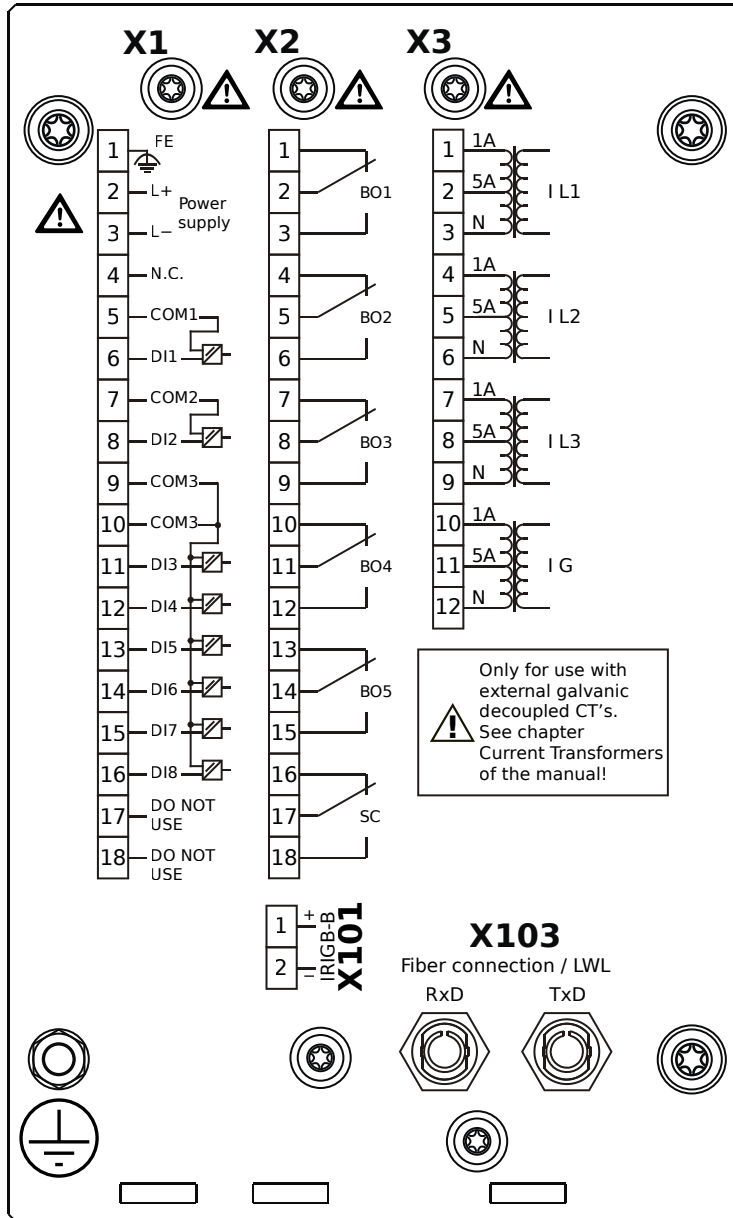 X1
X2
X3
1 FE
2 L+
Power
supply
3 L−
4 N.C.
5 COM1
6 DI1
7 COM2
8 DI2
9 COM3
10 COM3
11 DI3
12 DI4
13 DI5
14 DI6
15 DI7
16 DI8
17 DO NOT
USE
18 DO NOT
USE
1
2 BO1
3
4
5 BO2
6
7
8 BO3
9
10
11 BO4
12
13
14 BO5
15
16
17 SC
18
1 1A
2 5A I L1
3 N
4 1A
5 5A I L2
6 N
7 1A
8 5A I L3
9 N
10 1A
11 5A I G
12 N
Only for use with
external galvanic
decoupled CT's.
See chapter
Current Transformers
of the manual!
1 +
2 −
IRIGB-B
X101
X103
Fiber connection / LWL
RxD TxD